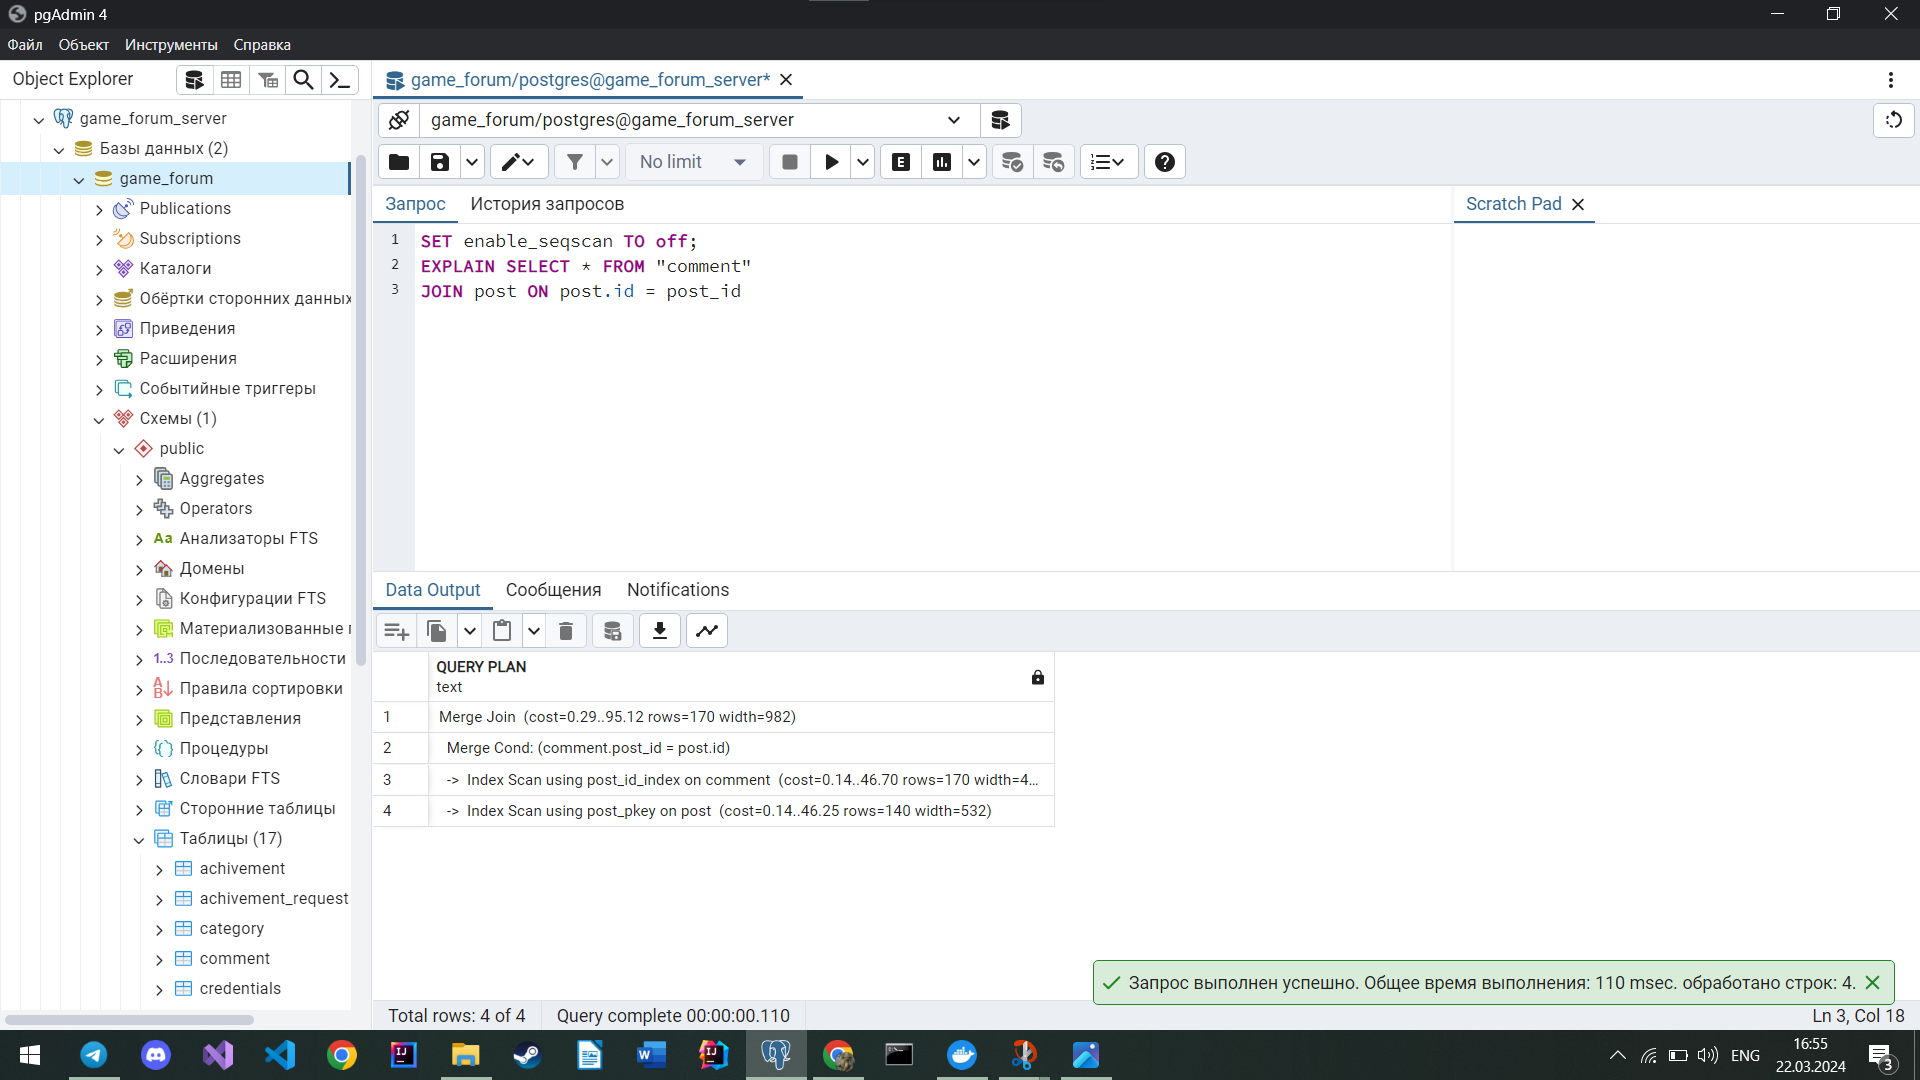 pgAdmin 4
Файл Объект Инструменты Справка
Object Explorer
game_forum/postgres@game_forum_server*
game_forum_server
Базы данных (2)
game_forum
Publications
Subscriptions
Каталоги
Обёртки сторонних данных
Приведения
Расширения
Событийные триггеры
Схемы (1)
public
Aggregates
Operators
Aa Анализаторы FTS
Домены
Конфигурации FTS
Материализованные
1..3 Последовательности
Правила сортировки
Представления
Процедуры
Словари FTS
Сторонние таблицы
Таблицы (17)
achivement
achivement_request
category
comment
credentials
game_forum/postgres@game_forum_server
No limit
E
Запрос История запросов
Scratch Pad
1 SET enable_seqscan TO off;
2 EXPLAIN SELECT * FROM "comment"
3 JOIN post ON post.id = post_id
Data Output Сообщения Notifications
QUERY PLAN
text
1 Merge Join (cost=0.29..95.12 rows=170 width=982)
2 Merge Cond: (comment.post_id = post.id)
3 -> Index Scan using post_id_index on comment (cost=0.14..46.70 rows=170 width=4...
4 -> Index Scan using post_pkey on post (cost=0.14..46.25 rows=140 width=532)
Запрос выполнен успешно. Общее время выполнения: 110 msec. обработано строк: 4.
Total rows: 4 of 4 Query complete 00:00:00.110
Ln 3, Col 18
ENG
16:55
22.03.2024
3